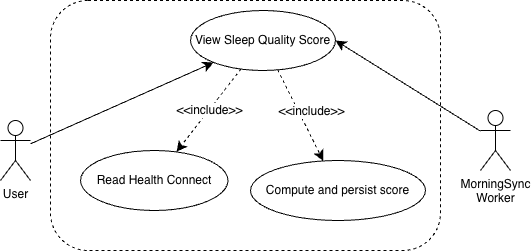 View Sleep Quality Score
<<include>>
<<include>>
Read Health Connect
Compute and persist score
User
MorningSync
Worker